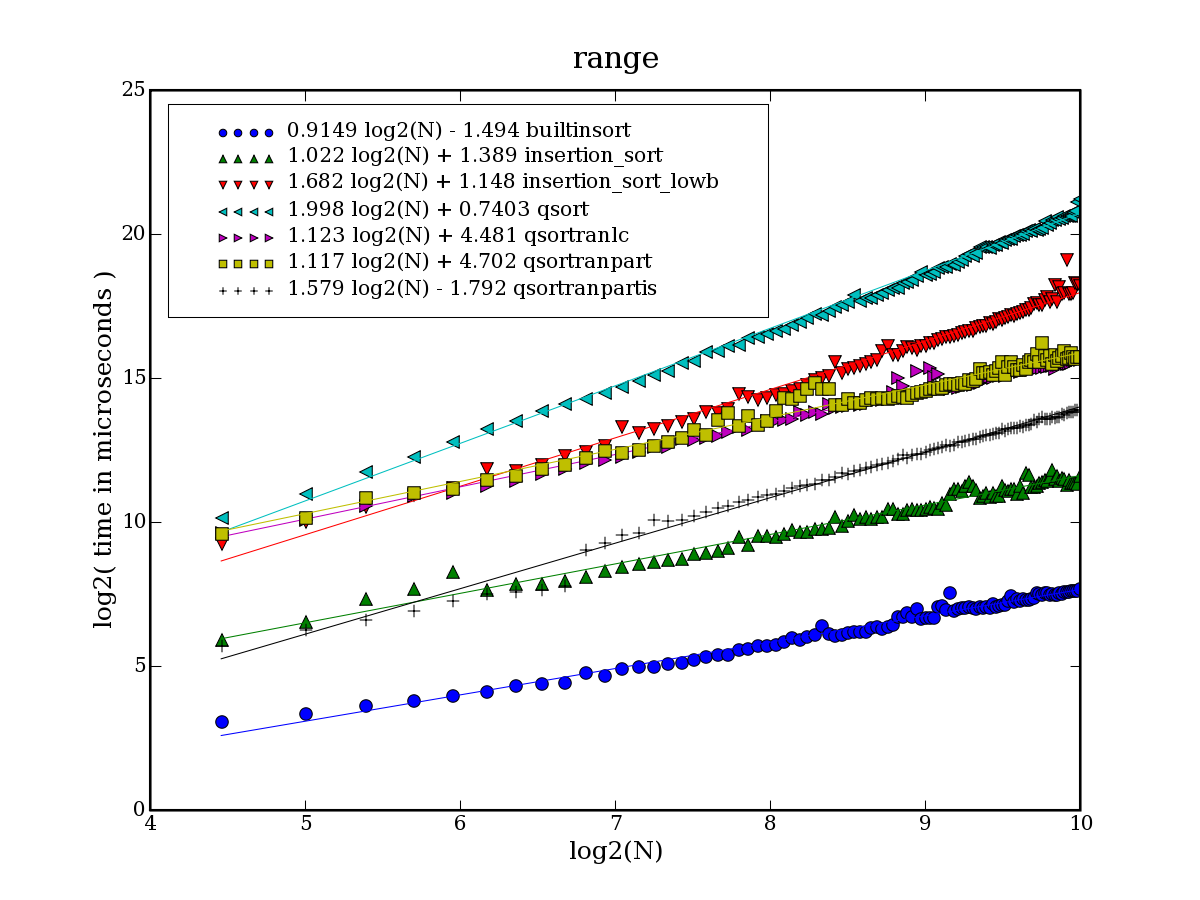 range
25
20
15
10
5
0
0.9149 log2(N) - 1.494 builtinsort
1.022 log2(N) + 1.389 insertion_sort
1.682 log2(N) + 1.148 insertion_sort_lowb
1.998 log2(N) + 0.7403 qsort
1.123 log2(N) + 4.481 qsortranlc
1.117 log2(N) + 4.702 qsortranpart
1.579 log2(N) - 1.792 qsortranpartis
log2( time in microseconds )
4 5 6 7 8 9 10
log2(N)